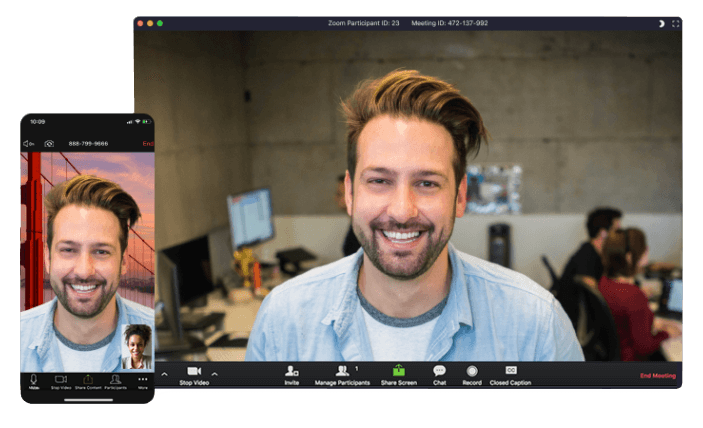 Zoom Participant ID: 23 Meeting ID: 472-137-992
Stop Video
Invite
Manage Participants
1
Share Screen
Chat
Record
CC
Closed Caption
End Meeting
10:09
888-799-9666
End
Stop Video
Share Content
Participants
More